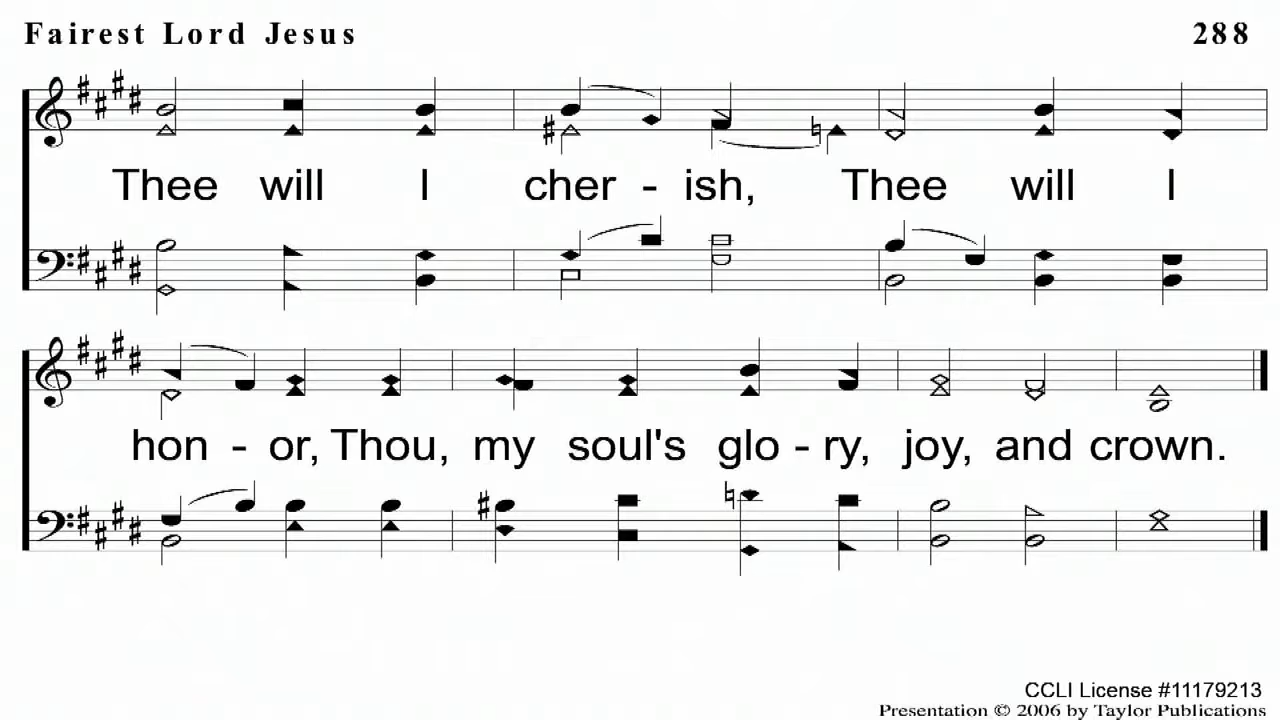 Fairest Lord Jesus 288
Thee will I cher - ish, Thee will I
hon - or, Thou, my soul's glo - ry, joy, and crown.
CCLI License #11179213
Presentation © 2006 by Taylor Publications